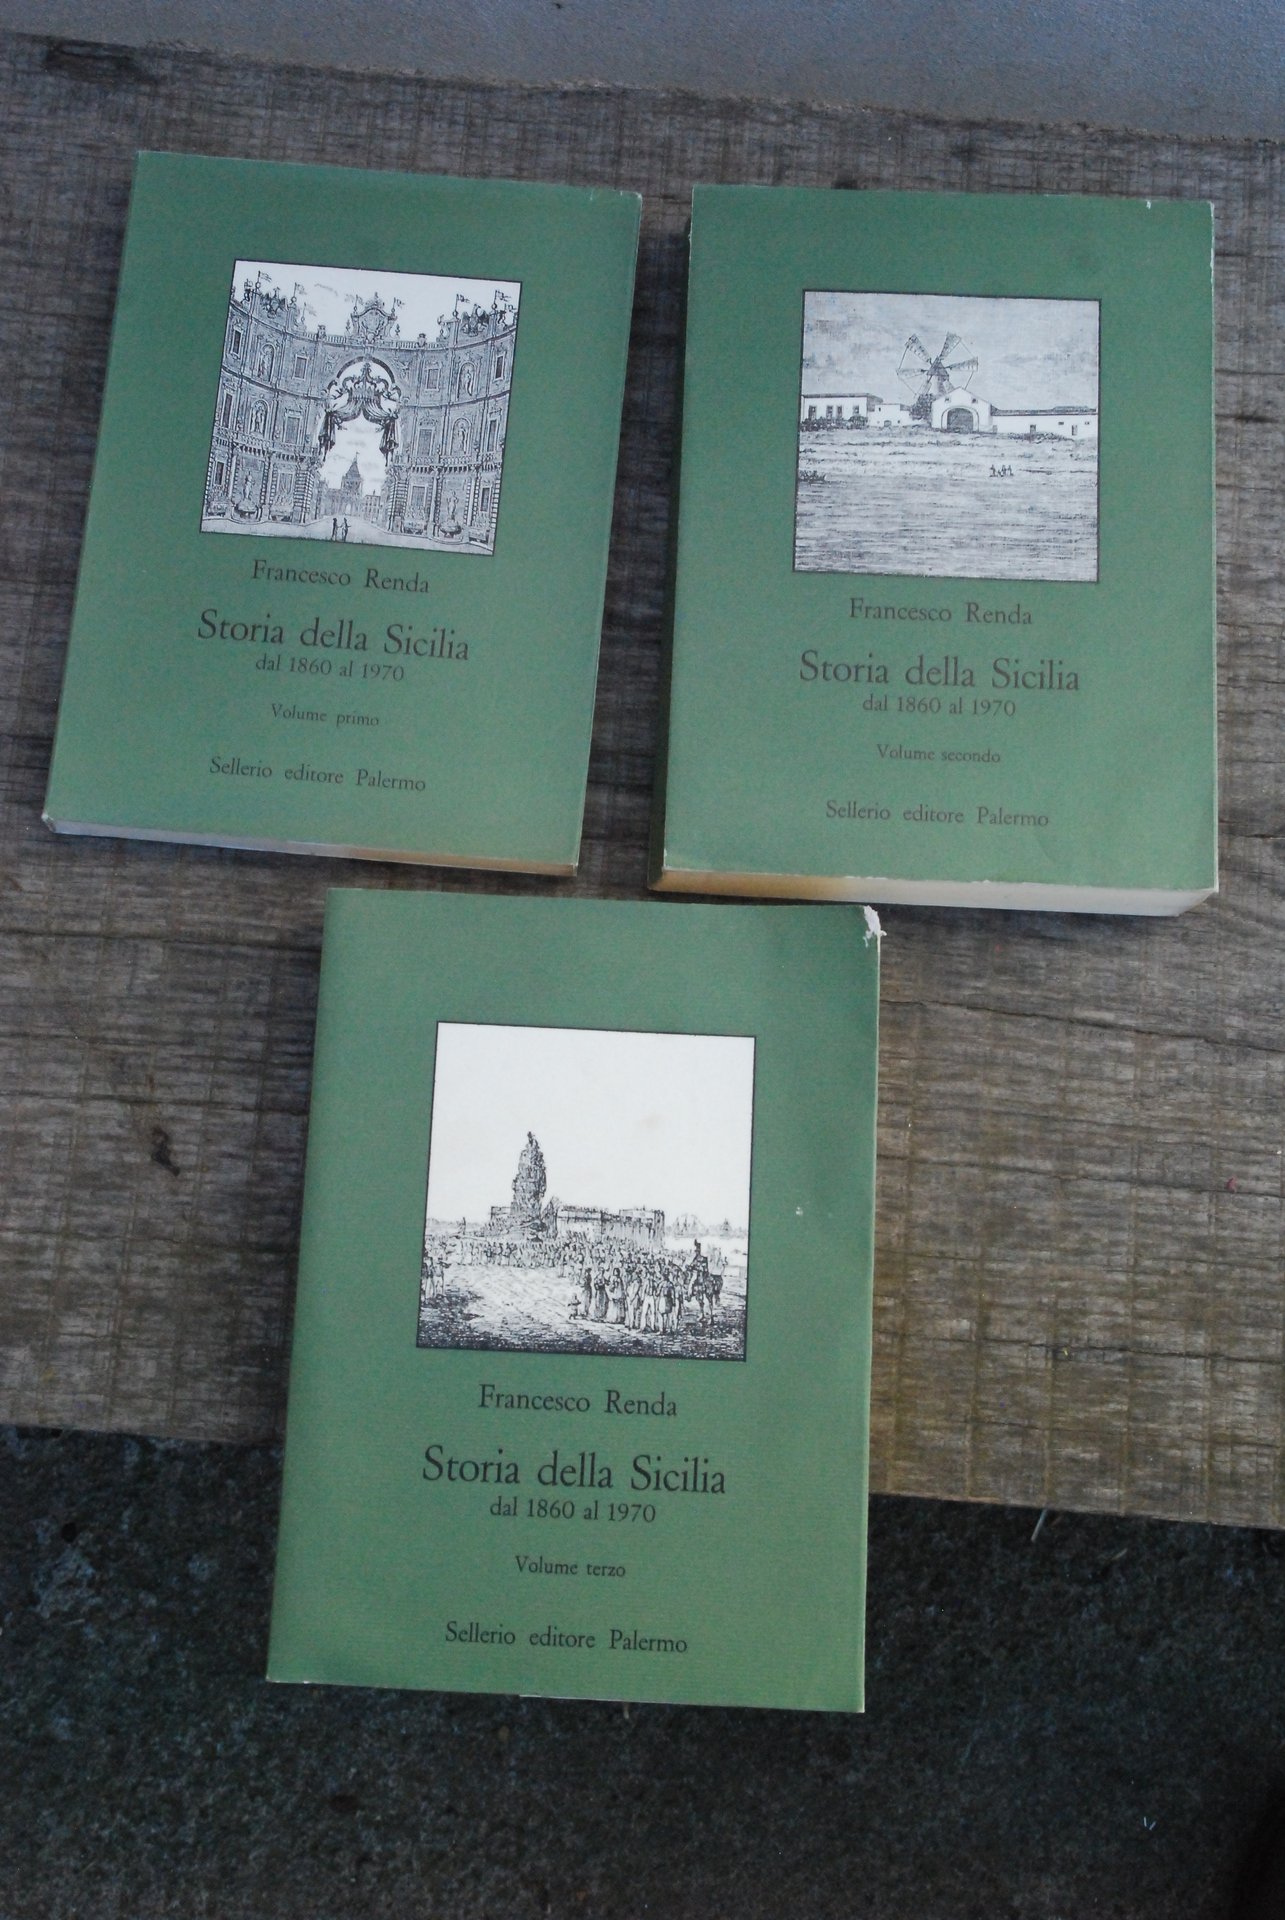 Francesco Renda
Storia della Sicilia
dal 1860 al 1970
Volume primo
Sellerio editore Palermo
Francesco Renda
Storia della Sicilia
dal 1860 al 1970
Volume secondo
Sellerio editore Palermo
Francesco Renda
Storia della Sicilia
dal 1860 al 1970
Volume terzo
Sellerio editore Palermo